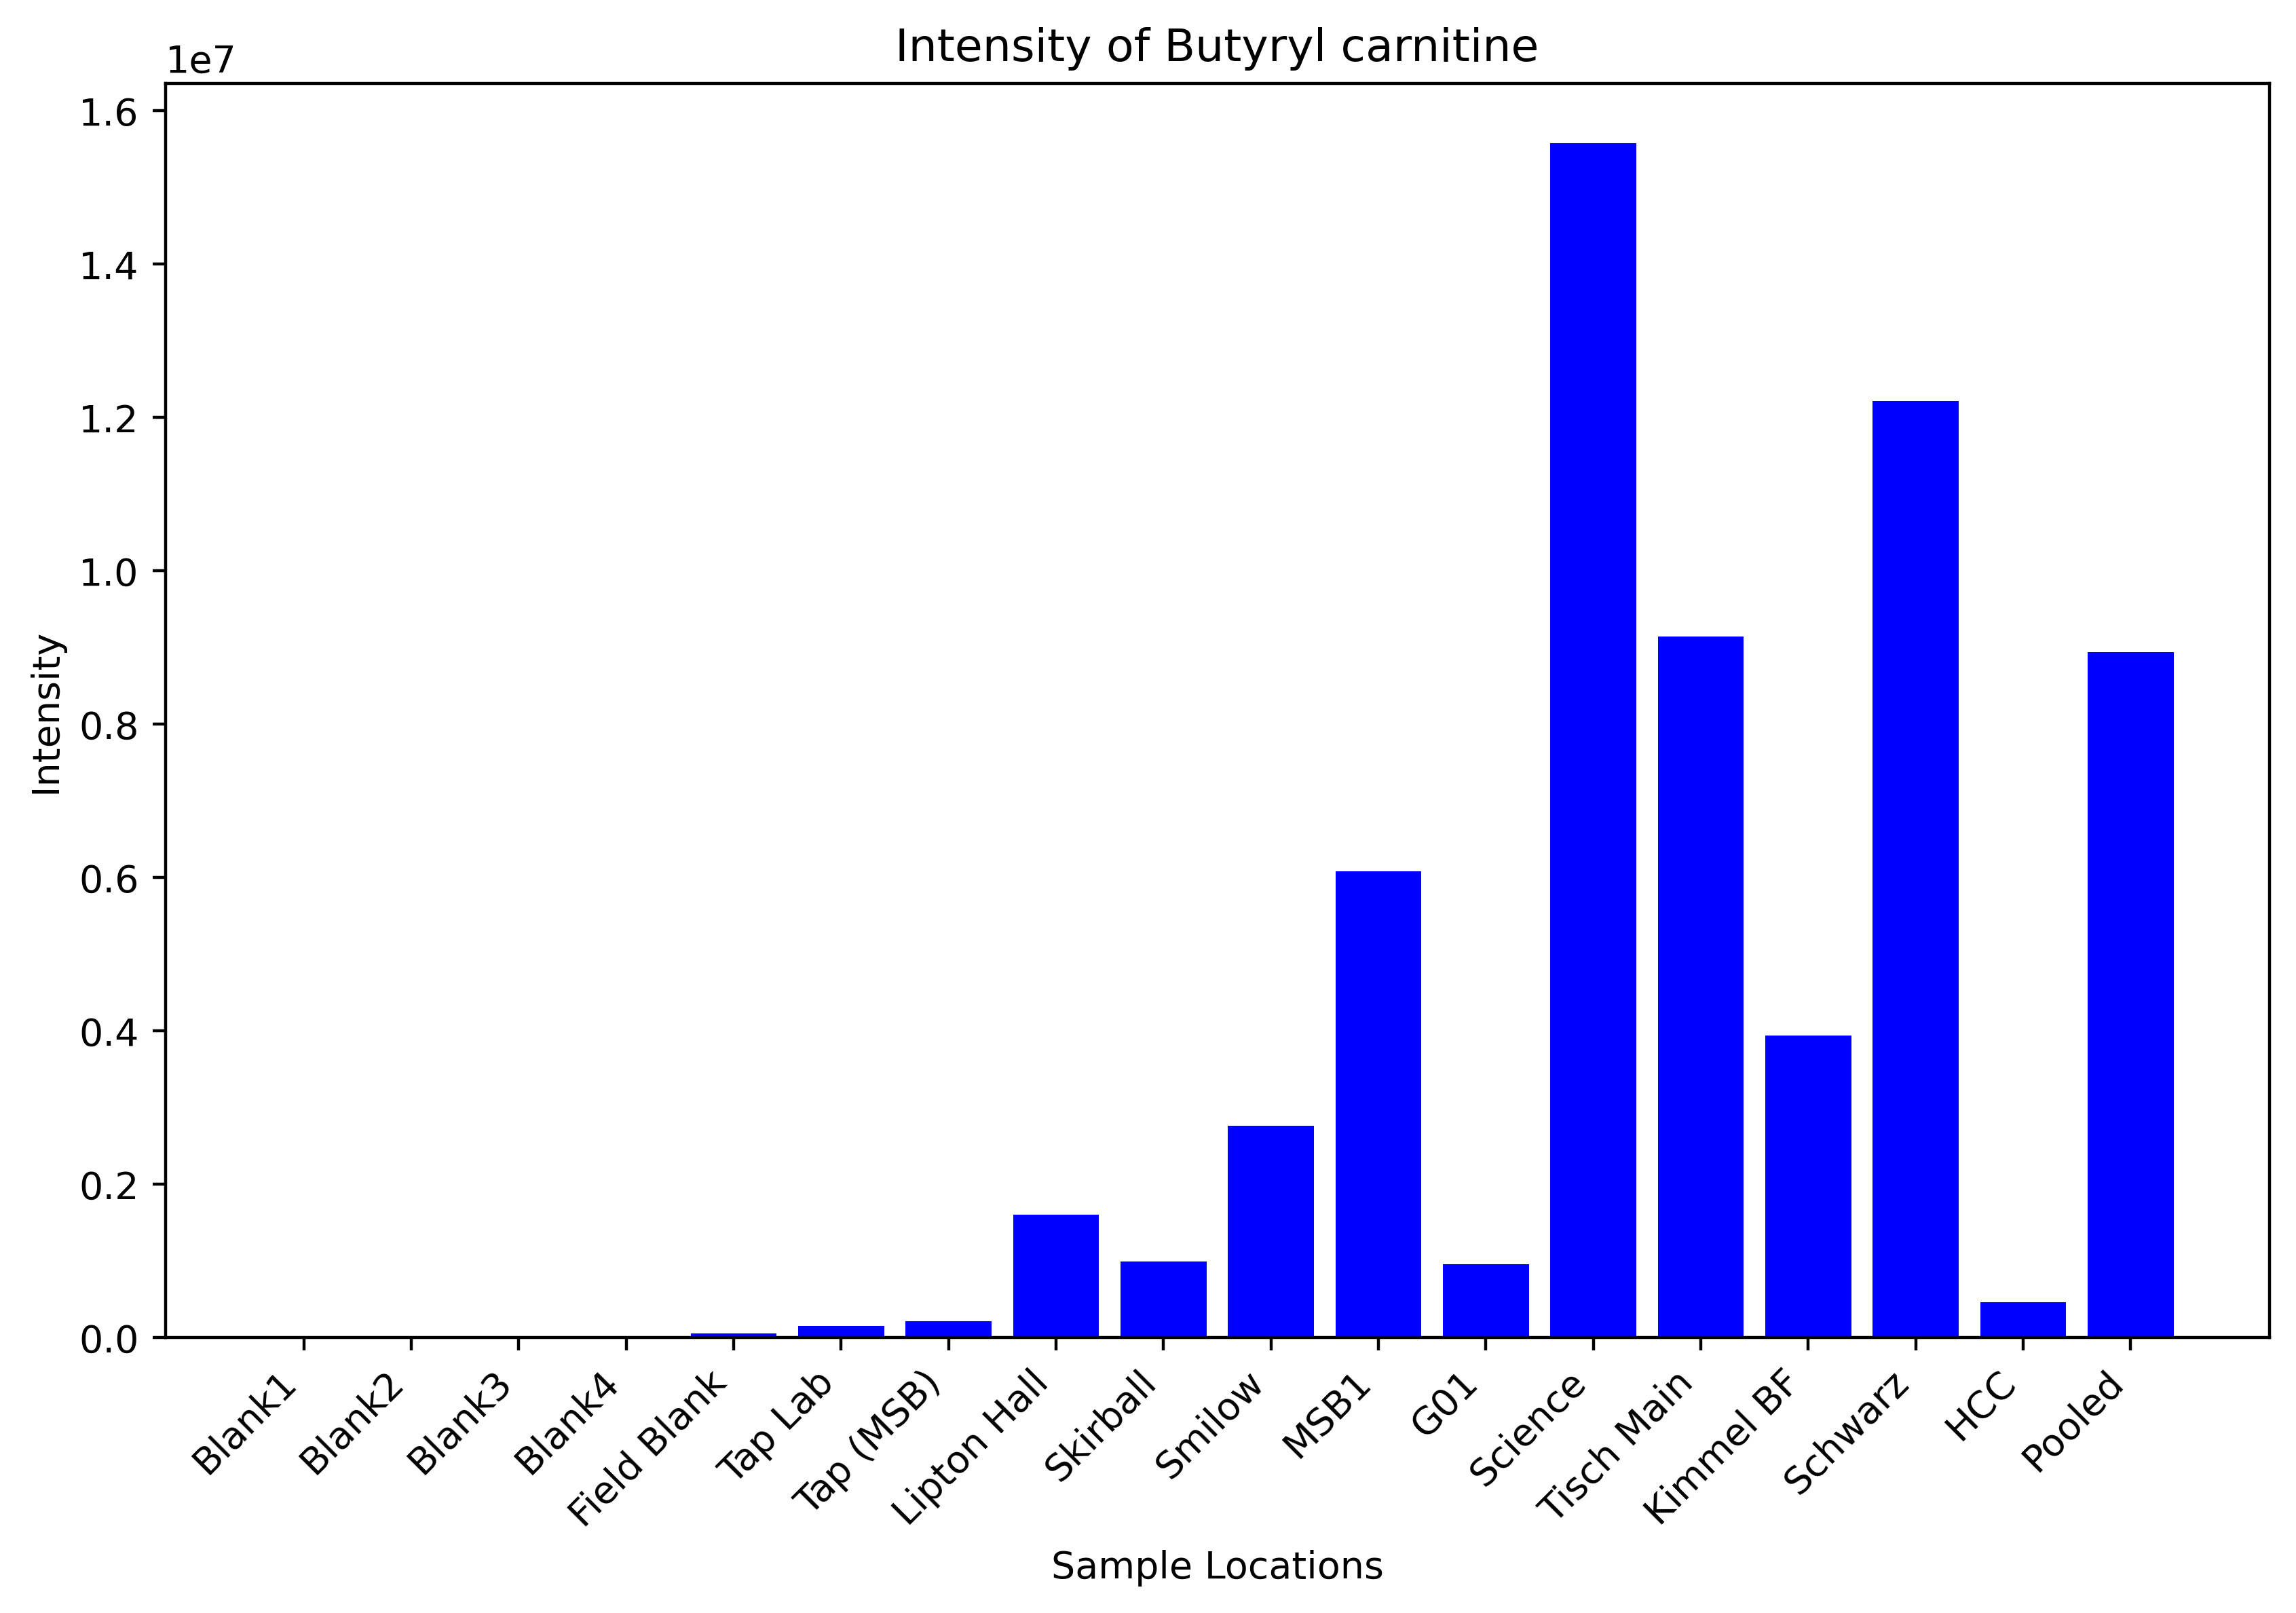 Intensity of Butyryl carnitine
1e7
1.6
1.4
1.2
1.0
0.8
0.6
0.4
0.2
0.0
Intensity
Blank1
Blank2
Blank3
Blank4
Field Blank
Tap Lab
Tap (MSB)
Lipton Hall
Skirball
Smilow
MSB1
G01
Science
Tisch Main
Kimmel BF
Schwarz
HCC
Pooled
Sample Locations